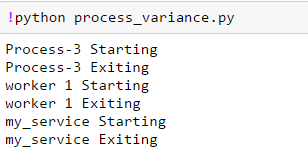 !python process_variance.py
Process-3 Starting
Process-3 Exiting
worker 1 Starting
worker 1 Exiting
my_service Starting
my_service Exiting